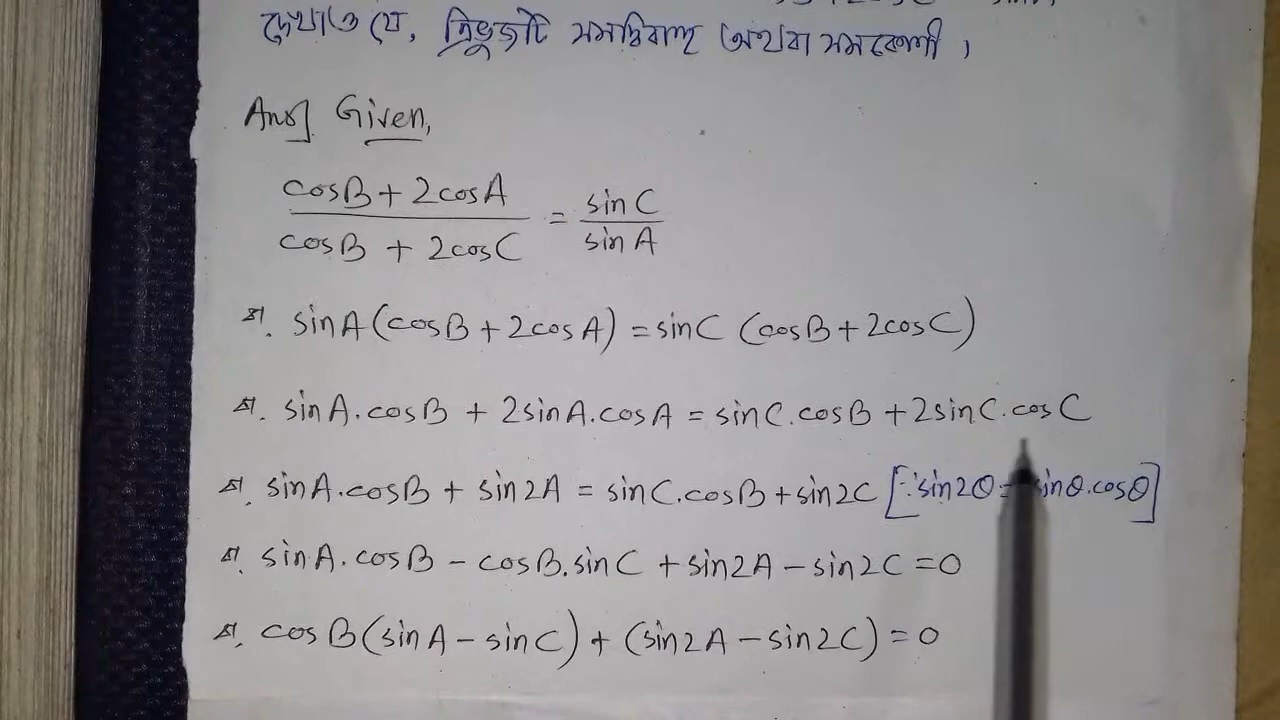 দেখাও যে, ত্রিভুজটি সমদ্বিবাহু অথবা সমকোণী,
Ans] Given,
cosB + 2cosA / cosB + 2cosC = sinC / sinA
বা. sinA(cosB + 2cosA) = sinC (cosB + 2cosC)
বা. sinA.cosB + 2sinA.cosA = sinC.cosB + 2sinC.cosC
বা. sinA.cosB + sin2A = sinC.cosB + sin2C [∵ sin2θ = sinθ.cosθ]
বা. sinA.cosB - cosB.sinC + sin2A - sin2C = 0
বা. cosB(sinA - sinC) + (sin2A - sin2C) = 0